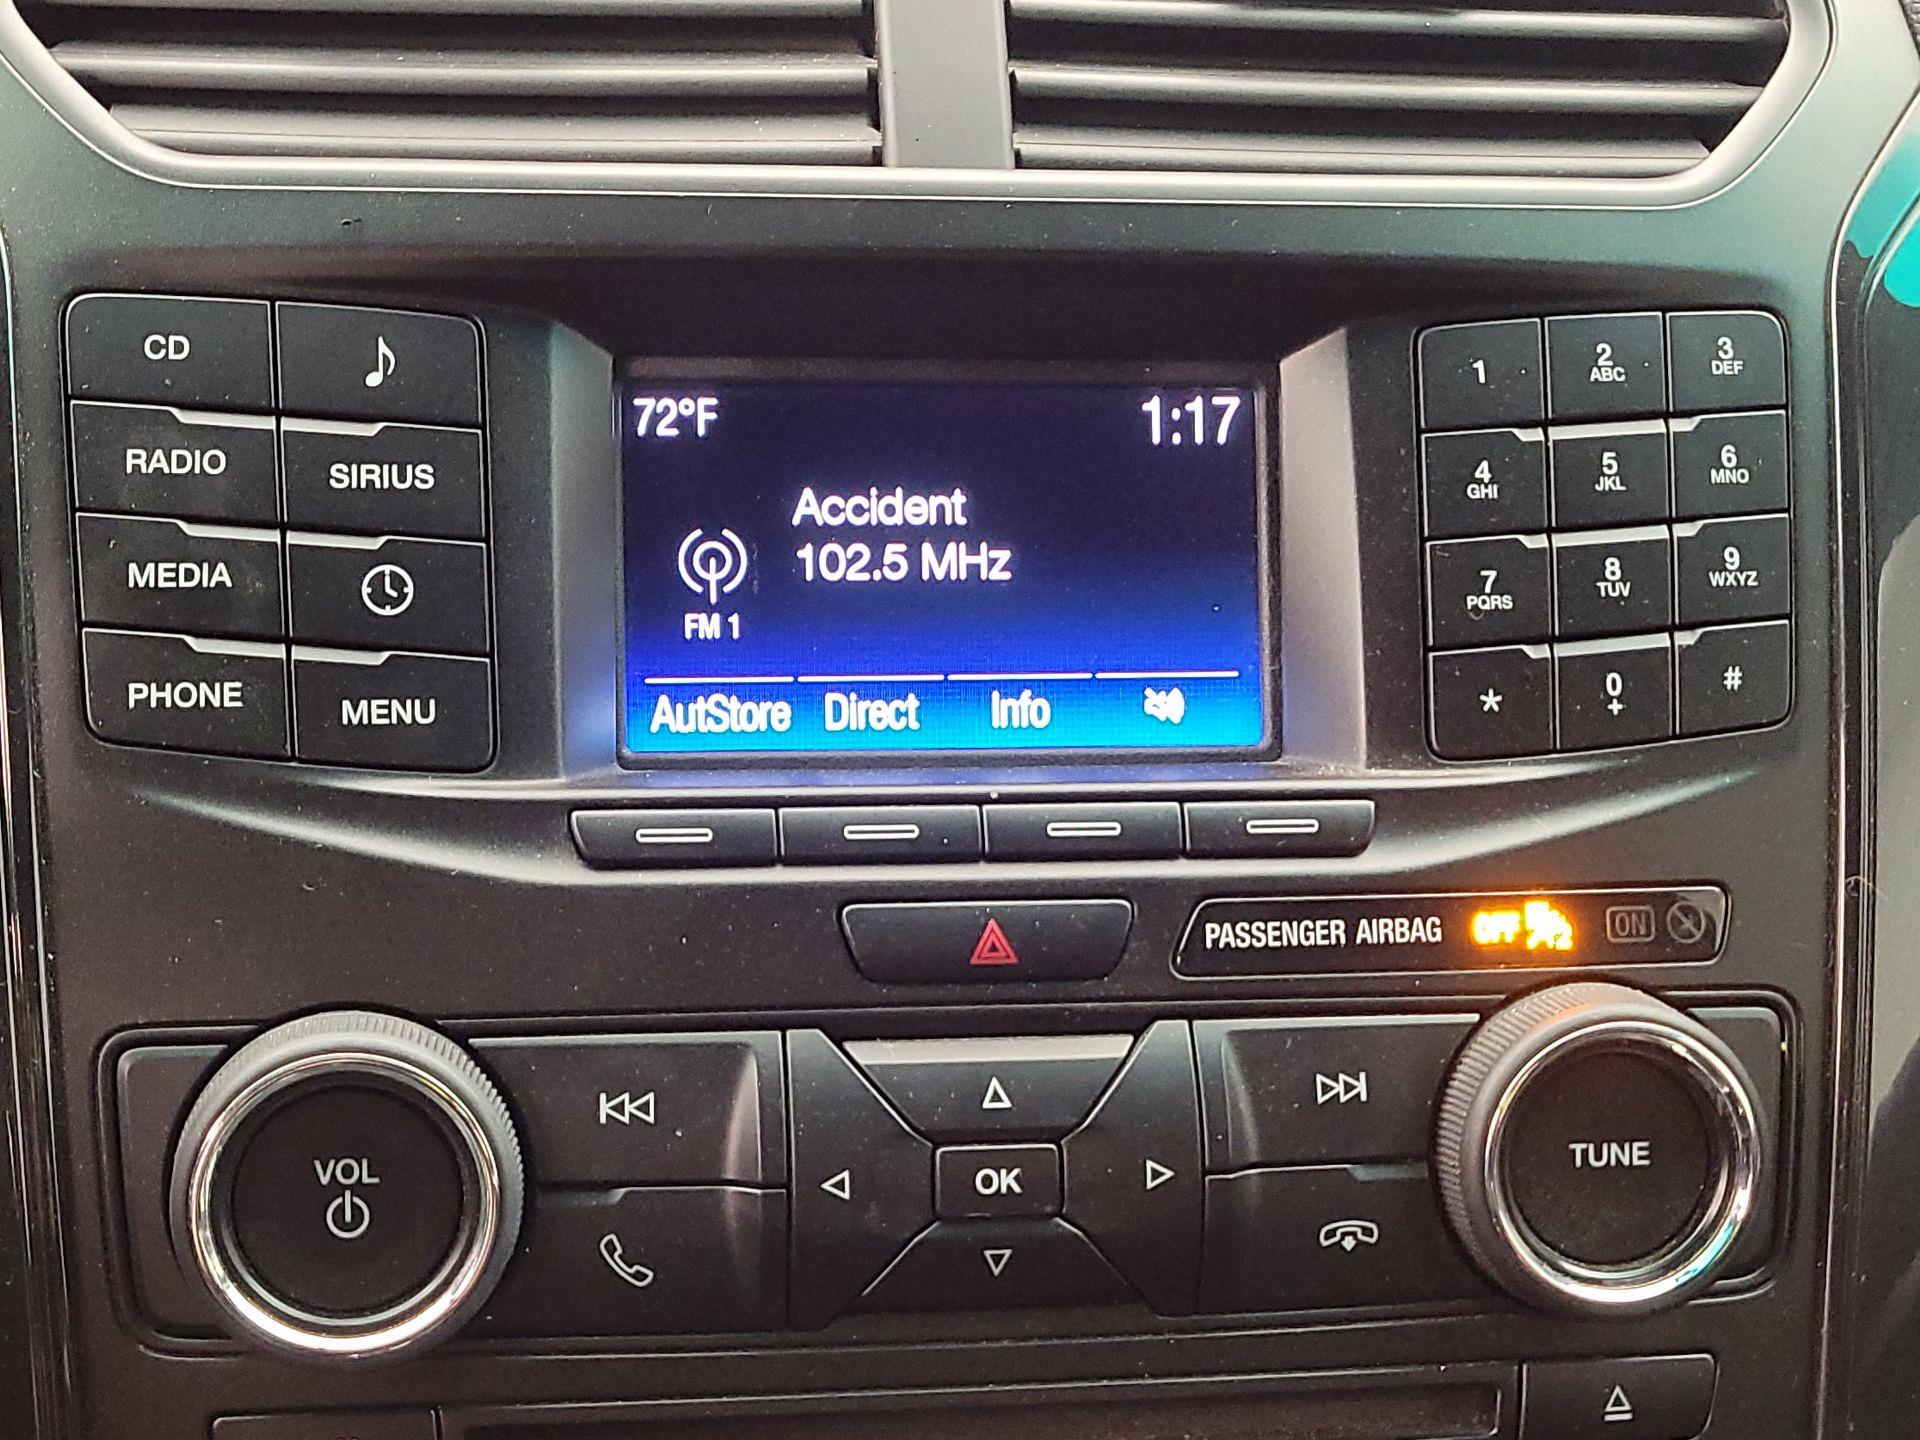 72°F
1:17
Accident
102.5 MHz
FM 1
AutStore Direct Info
CD
RADIO
SIRIUS
MEDIA
PHONE
MENU
1
2
ABC
3
DEF
4
GHI
5
JKL
6
MNO
7
PQRS
8
TUV
9
WXYZ
*
0
+
#
PASSENGER AIRBAG OFF ON
VOL
OK
TUNE